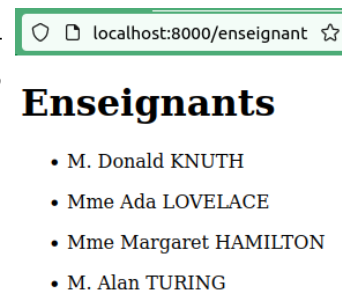 localhost:8000/enseignant
Enseignants
• M. Donald KNUTH
• Mme Ada LOVELACE
• Mme Margaret HAMILTON
• M. Alan TURING